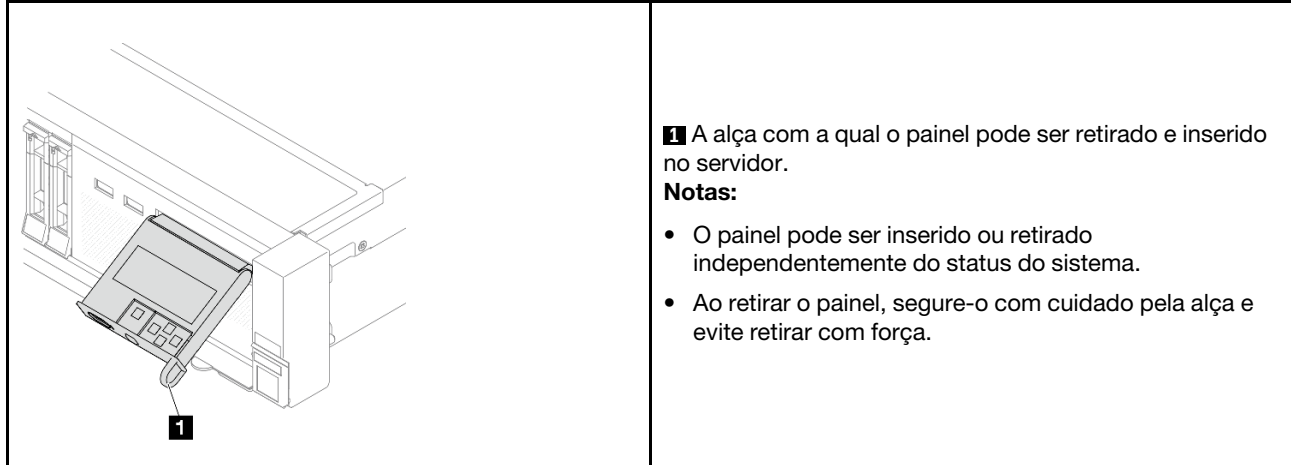 1 A alça com a qual o painel pode ser retirado e inserido
no servidor.
Notas:
• O painel pode ser inserido ou retirado
independentemente do status do sistema.
• Ao retirar o painel, segure-o com cuidado pela alça e
evite retirar com força.
1